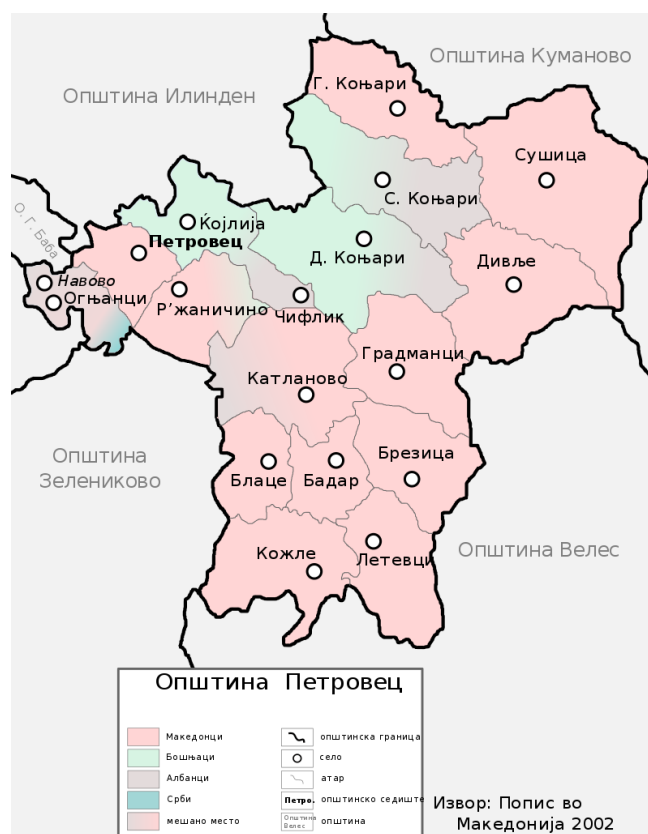 Општина Куманово
Општина Илинден
Г. Коњари
Сушица
С. Коњари
О. Г. Баба
Ќојлија
Петровец
Д. Коњари
Дивље
Навово
Огњанци
Р’жаничино
Чифлик
Градманци
Катланово
Општина
Зелениково
Блаце
Бадар
Брезица
Општина Велес
Кожле
Летевци
Општина Петровец
Македонци
општинска граница
Бошњаци
село
Албанци
атар
Срби
Петро.
општинско седиште
мешано место
Општина
Велес
општина
Извор: Попис во
Македонија 2002